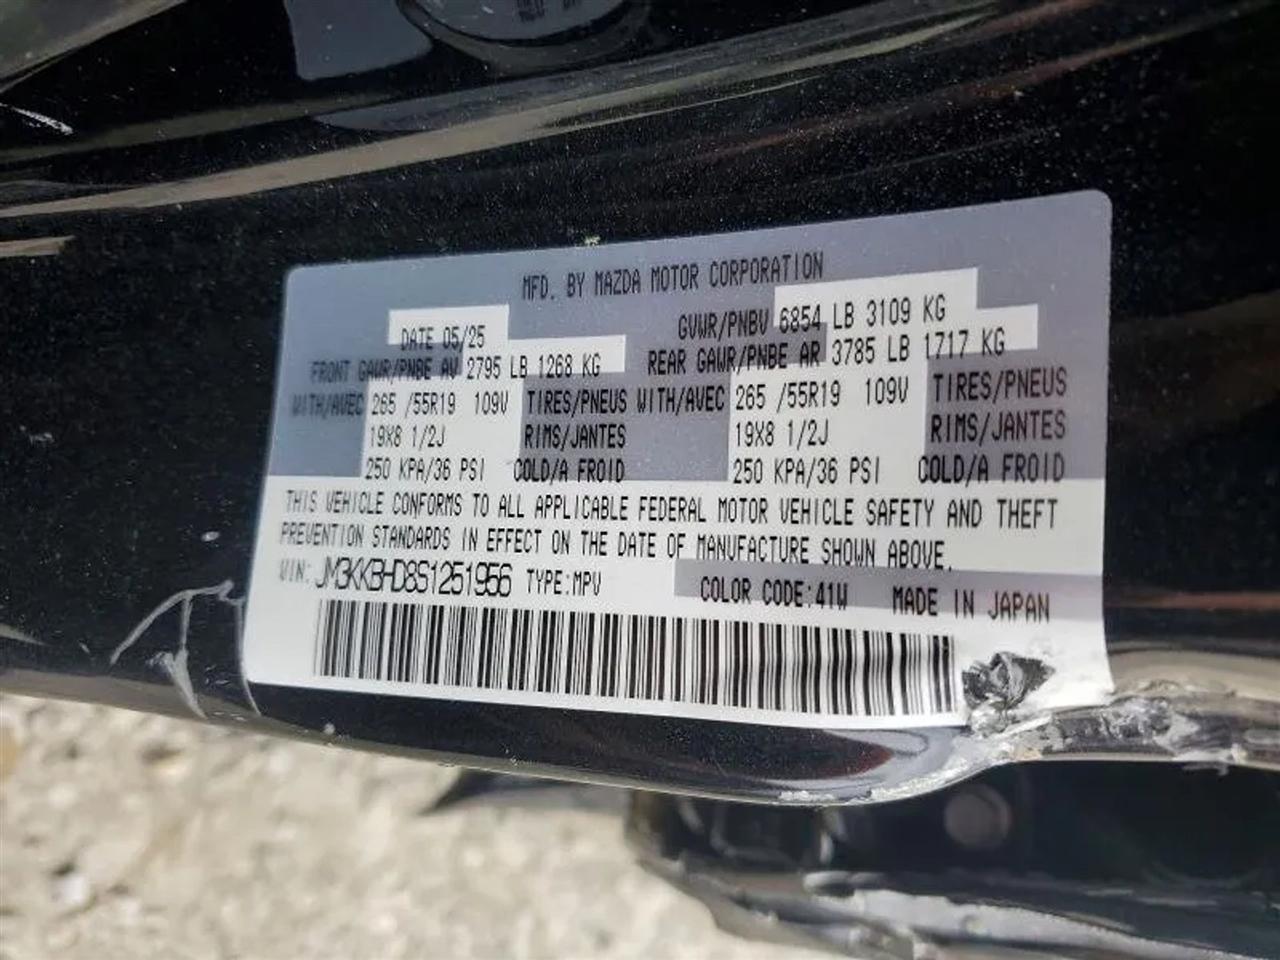 MFD. BY MAZDA MOTOR CORPORATION
DATE 05/25 GVWR/PNBV 6854 LB 3109 KG
FRONT GAWR/PNBE AV 2795 LB 1268 KG REAR GAWR/PNBE AR 3785 LB 1717 KG
WITH/AVEC 265 /55R19 109V TIRES/PNEUS WITH/AVEC 265 /55R19 109V TIRES/PNEUS
19X8 1/2J RIMS/JANTES 19X8 1/2J RIMS/JANTES
250 KPA/36 PSI COLD/A FROID 250 KPA/36 PSI COLD/A FROID
THIS VEHICLE CONFORMS TO ALL APPLICABLE FEDERAL MOTOR VEHICLE SAFETY AND THEFT
PREVENTION STANDARDS IN EFFECT ON THE DATE OF MANUFACTURE SHOWN ABOVE.
VIN: JM3KKBHD8S1251956 TYPE:MPV COLOR CODE:41W MADE IN JAPAN